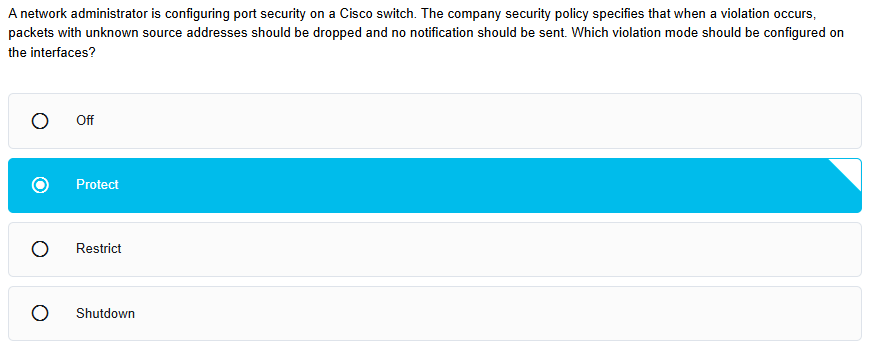 A network administrator is configuring port security on a Cisco switch. The company security policy specifies that when a violation occurs,
packets with unknown source addresses should be dropped and no notification should be sent. Which violation mode should be configured on
the interfaces?
Off
Protect
Restrict
Shutdown